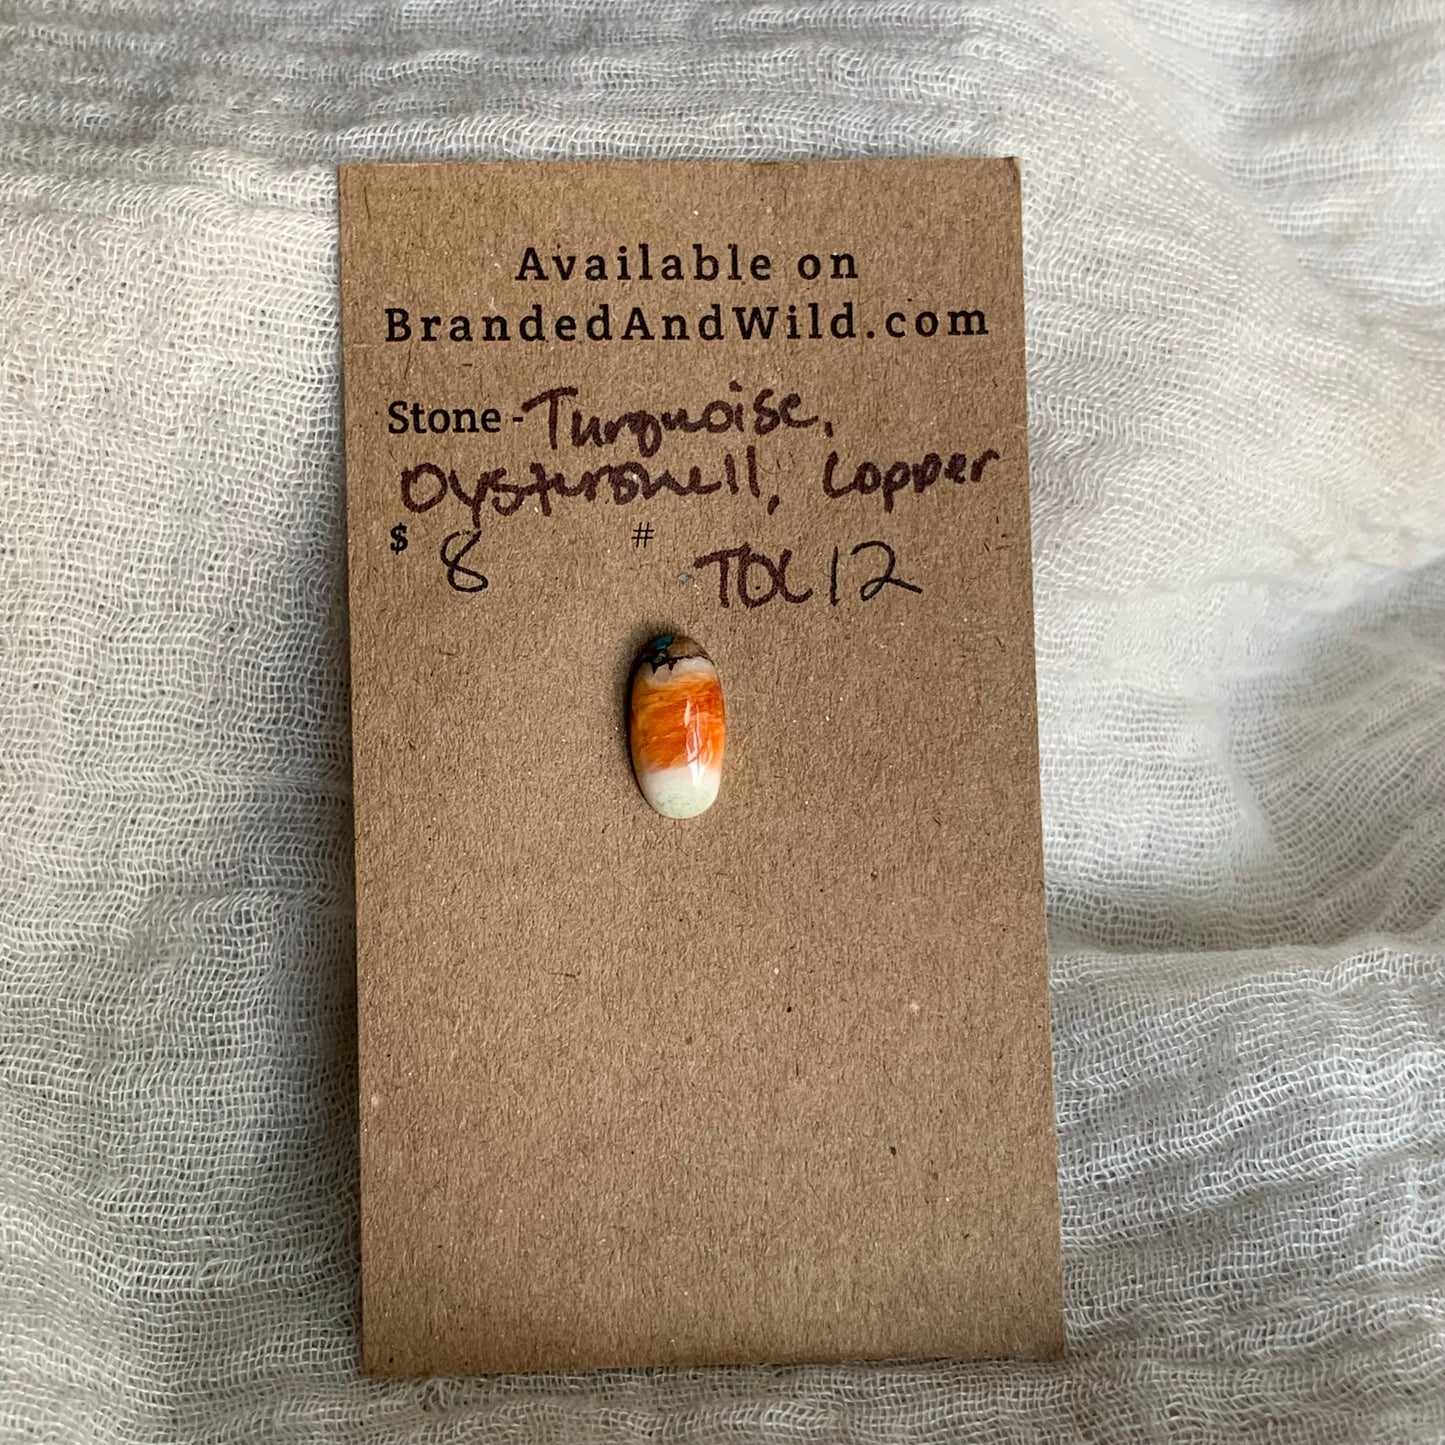 Available on
BrandedAndWild.com
Stone - Turquoise,
Oystershell, Copper
$ 8 # TOC12